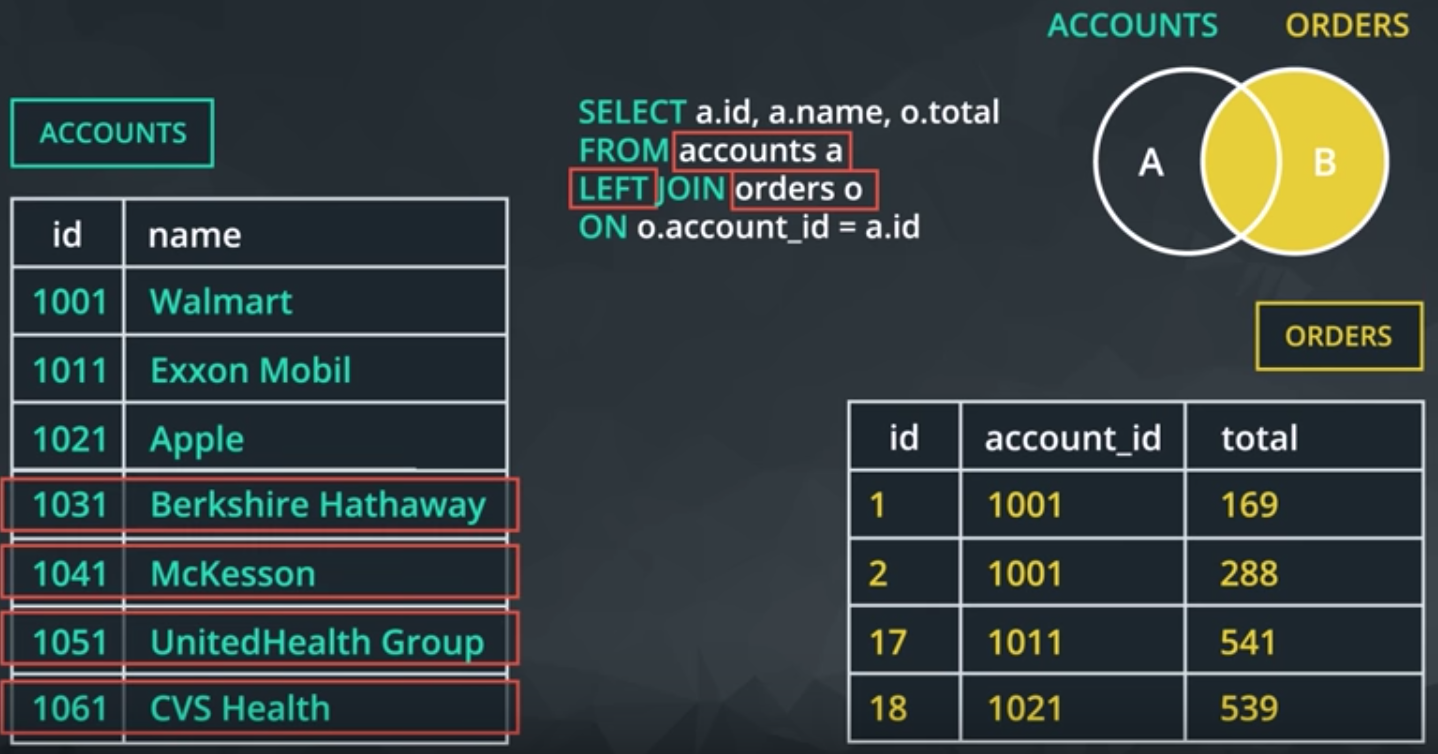 ACCOUNTS ORDERS
A B
ACCOUNTS
SELECT a.id, a.name, o.total
FROM accounts a
LEFT JOIN orders o
ON o.account_id = a.id
id name
1001 Walmart
1011 Exxon Mobil
1021 Apple
1031 Berkshire Hathaway
1041 McKesson
1051 UnitedHealth Group
1061 CVS Health
ORDERS
id account_id total
1 1001 169
2 1001 288
17 1011 541
18 1021 539